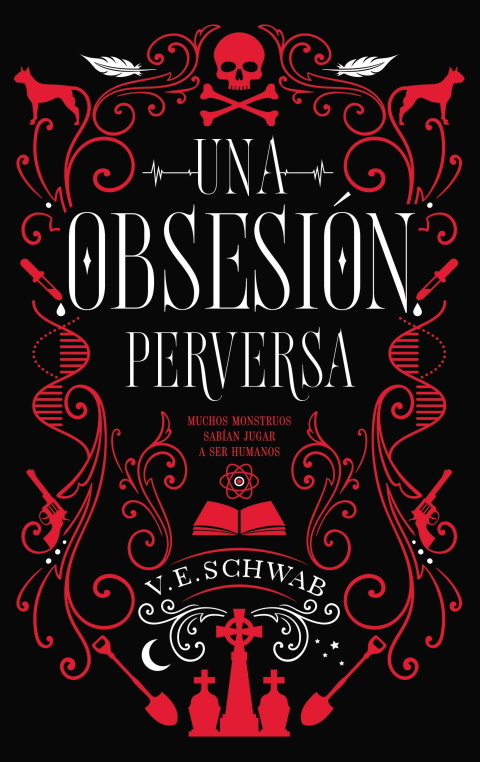 UNA
OBSESIÓN
PERVERSA
MUCHOS MONSTRUOS
SABÍAN JUGAR
A SER HUMANOS
V.E. SCHWAB